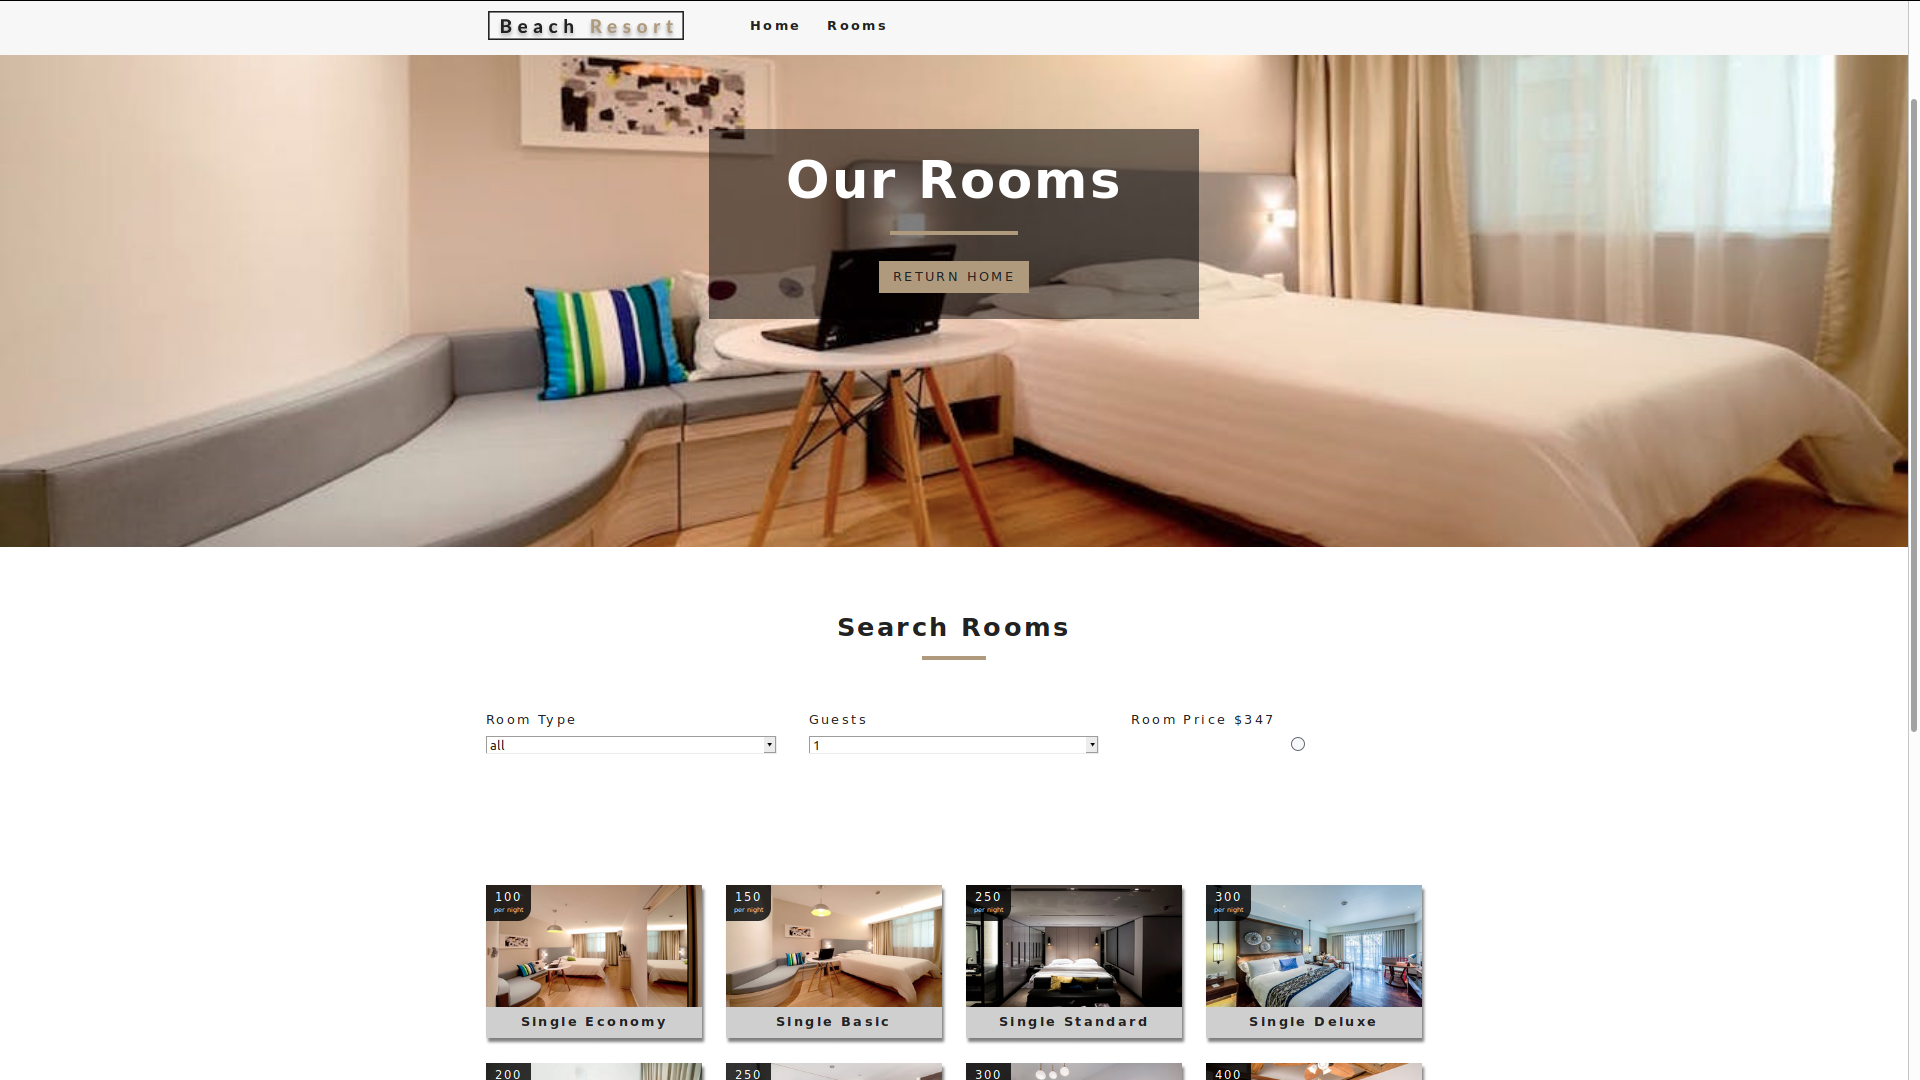 Beach Resort
Home Rooms
Our Rooms
RETURN HOME
Search Rooms
Room Type Guests Room Price $347
all 1
100 150 250 300
per night per night per night per night
Single Economy Single Basic Single Standard Single Deluxe
200 250 300 400